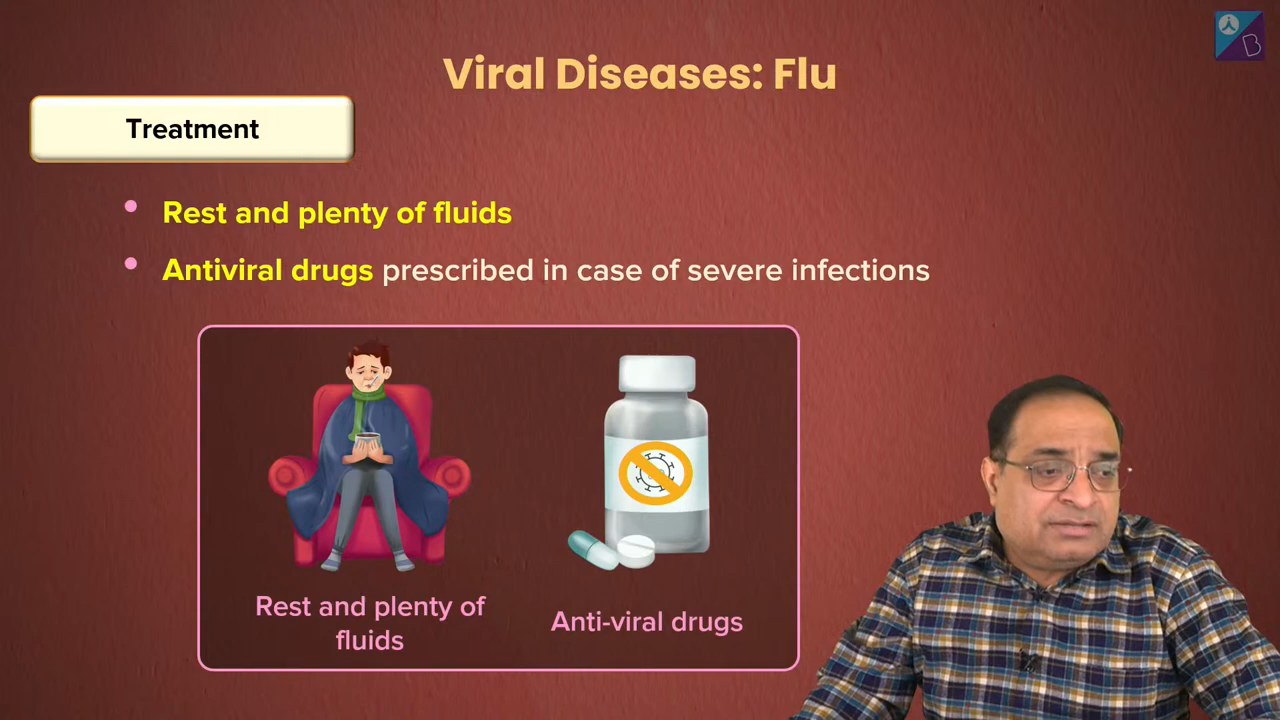 Viral Diseases: Flu
Treatment
• Rest and plenty of fluids
• Antiviral drugs prescribed in case of severe infections
Rest and plenty of
fluids
Anti-viral drugs
B